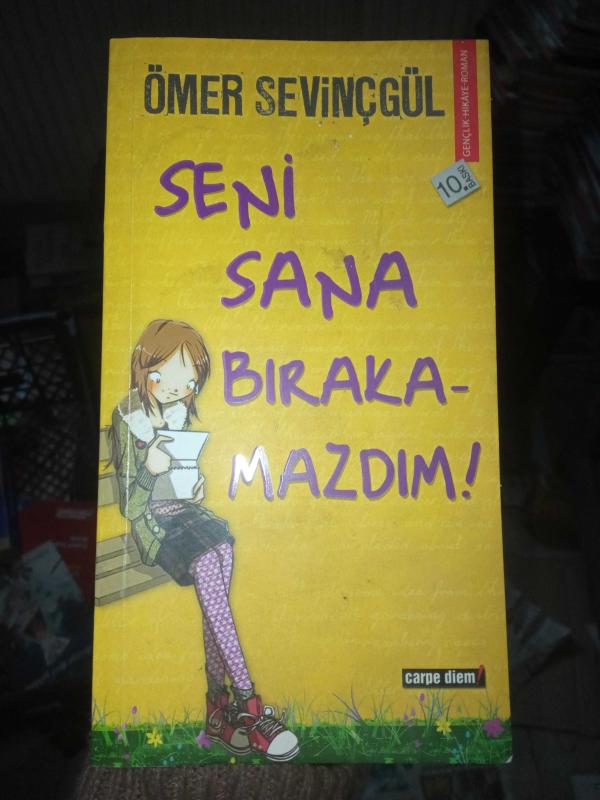 ÖMER SEVİNÇGÜL
GENÇLİK-HİKAYE-ROMAN
10.
BASKI
SENİ
SANA
BIRAKA-
MAZDIM!
carpe diem!